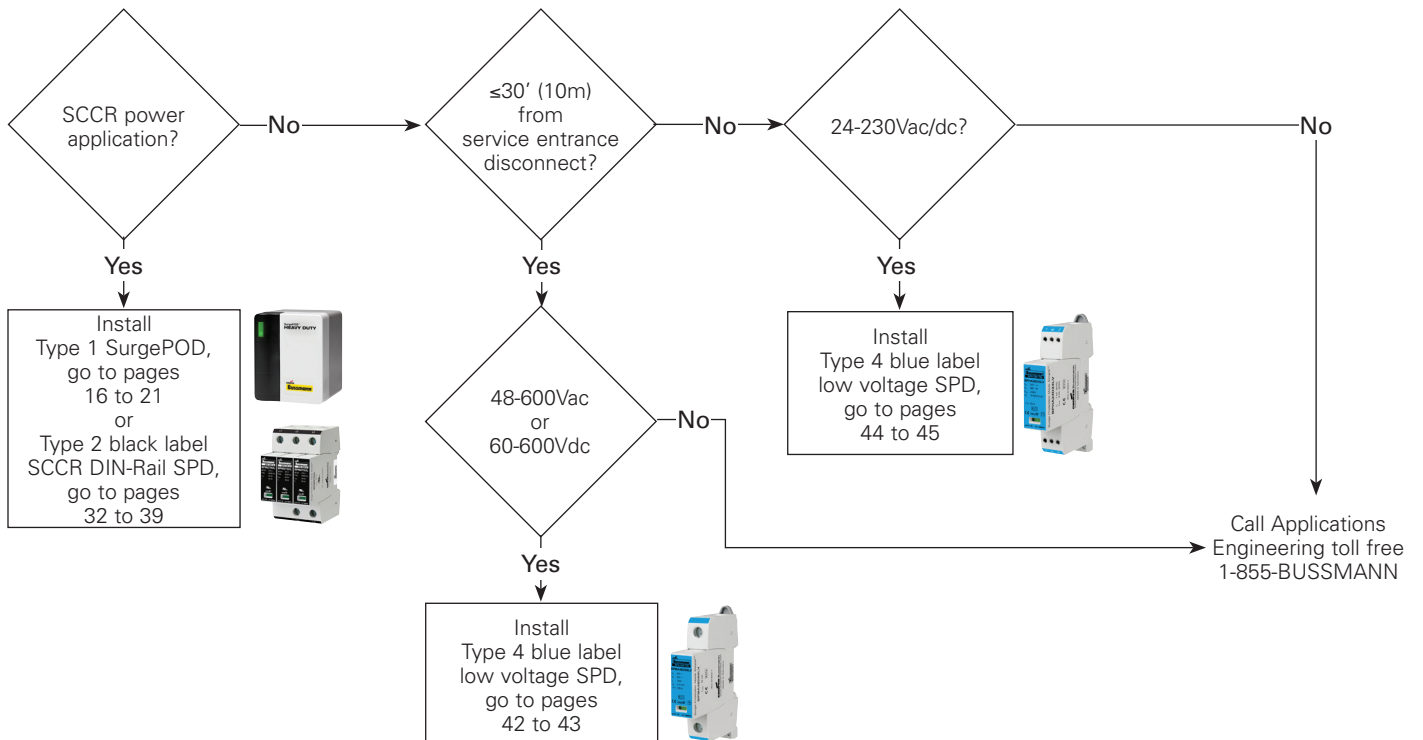 SCCR power
application?
No
≤30’ (10m)
from
service entrance
disconnect?
No
24-230Vac/dc?
No
Yes
Yes
Yes
Install
Type 1 SurgePOD,
go to pages
16 to 21
or
Type 2 black label
SCCR DIN-Rail SPD,
go to pages
32 to 39
HEAVY DUTY
Bussmann
48-600Vac
or
60-600Vdc
No
Install
Type 4 blue label
low voltage SPD,
go to pages
44 to 45
Call Applications
Engineering toll free
1-855-BUSSMANN
Yes
Install
Type 4 blue label
low voltage SPD,
go to pages
42 to 43